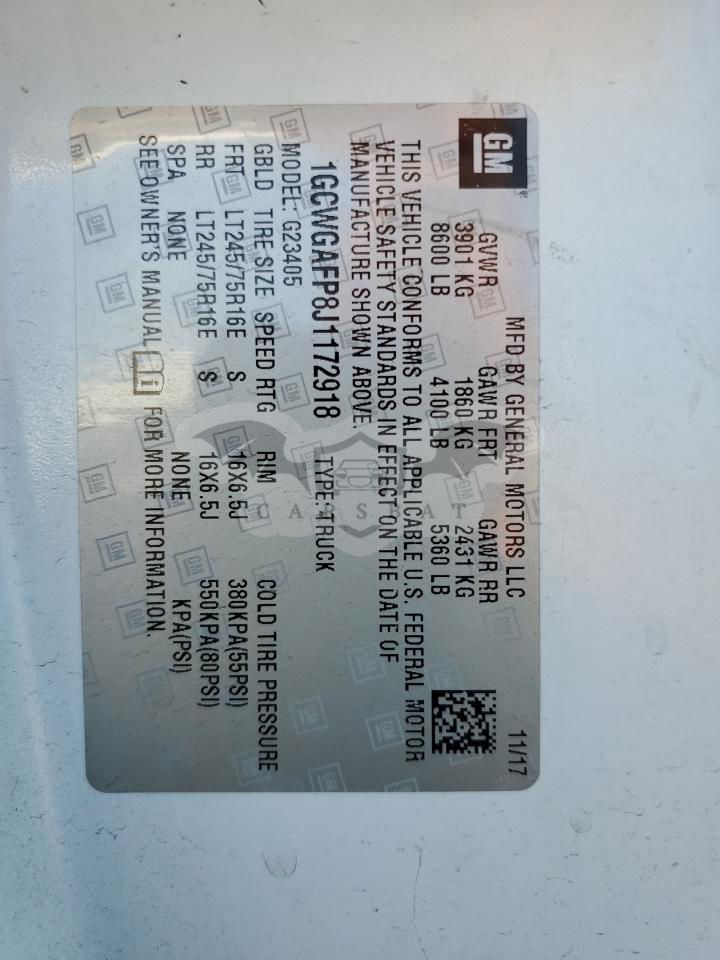 GM
MFD BY GENERAL MOTORS LLC 11/17
GVWR GAWR FRT GAWR RR
3901 KG 1860 KG 2431 KG
8600 LB 4100 LB 5360 LB
THIS VEHICLE CONFORMS TO ALL APPLICABLE U.S. FEDERAL MOTOR
VEHICLE SAFETY STANDARDS IN EFFECT ON THE DATE OF
MANUFACTURE SHOWN ABOVE.
1GCWGAFP8J1172918 TYPE: TRUCK
MODEL: G23405
GBLD TIRE SIZE SPEED RTG RIM COLD TIRE PRESSURE
FRT LT245/75R16E S 16X6.5J 380KPA(55PSI)
RR LT245/75R16E S 16X6.5J 550KPA(80PSI)
SPA NONE NONE KPA(PSI)
SEE OWNER'S MANUAL i FOR MORE INFORMATION.
CARSBAT